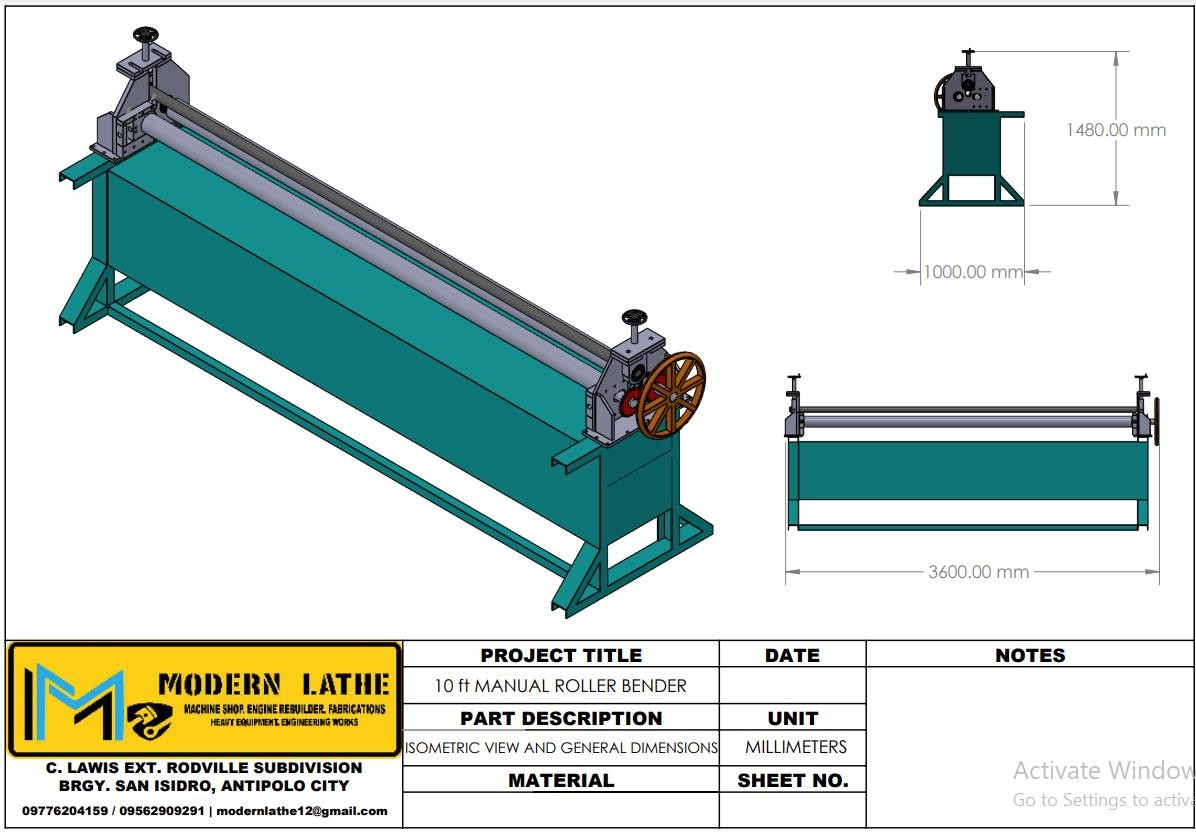 1480.00 mm
1000.00 mm
3600.00 mm
MODERN LATHE
MACHINE SHOP, ENGINE REBUILDER, FABRICATIONS
HEAVY EQUIPMENT, ENGINEERING WORKS
C. LAWIS EXT. RODVILLE SUBDIVISION
BRGY. SAN ISIDRO, ANTIPOLO CITY
09776204159 / 09562909291 | modernlathe12@gmail.com
PROJECT TITLE
10 ft MANUAL ROLLER BENDER
PART DESCRIPTION
ISOMETRIC VIEW AND GENERAL DIMENSIONS
MATERIAL
DATE
UNIT
MILLIMETERS
SHEET NO.
NOTES
Activate Window
Go to Settings to activa